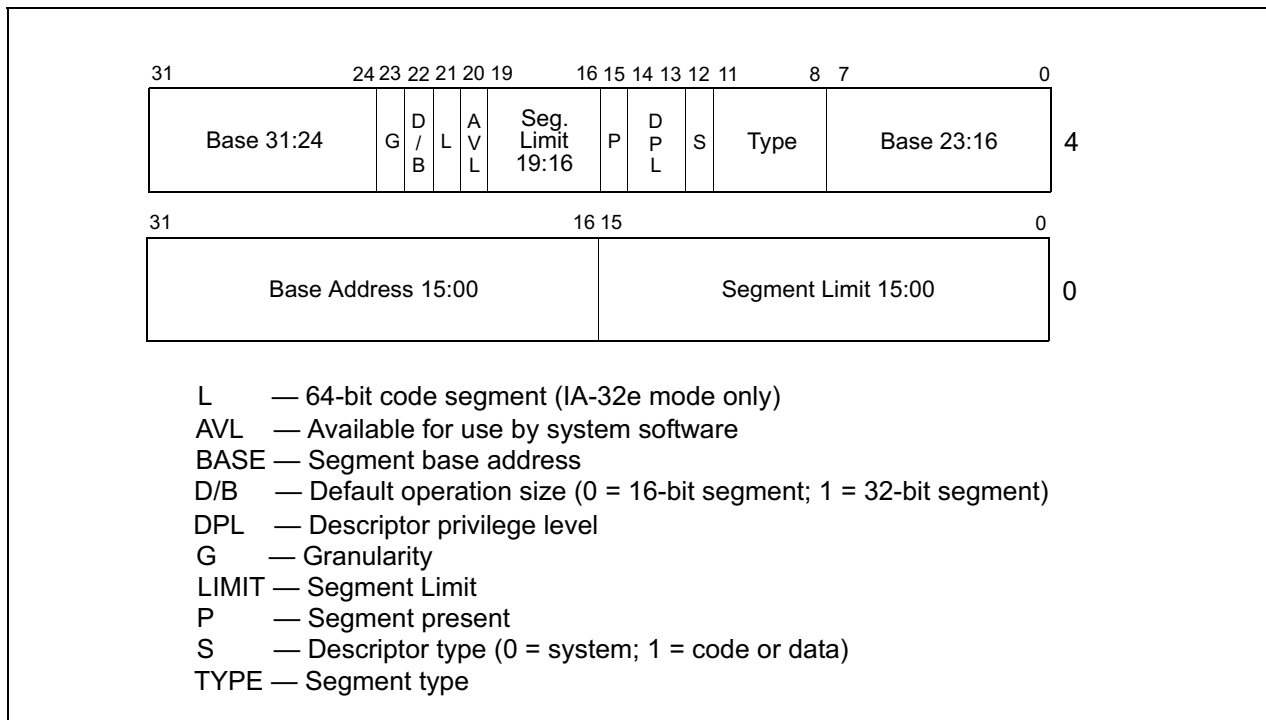 31 24 23 22 21 20 19 16 15 14 13 12 11 8 7 0
Base 31:24 G D/B L AVL Seg. Limit 19:16 P DPL S Type Base 23:16 4
31 16 15 0
Base Address 15:00 Segment Limit 15:00 0
L — 64-bit code segment (IA-32e mode only)
AVL — Available for use by system software
BASE — Segment base address
D/B — Default operation size (0 = 16-bit segment; 1 = 32-bit segment)
DPL — Descriptor privilege level
G — Granularity
LIMIT — Segment Limit
P — Segment present
S — Descriptor type (0 = system; 1 = code or data)
TYPE — Segment type